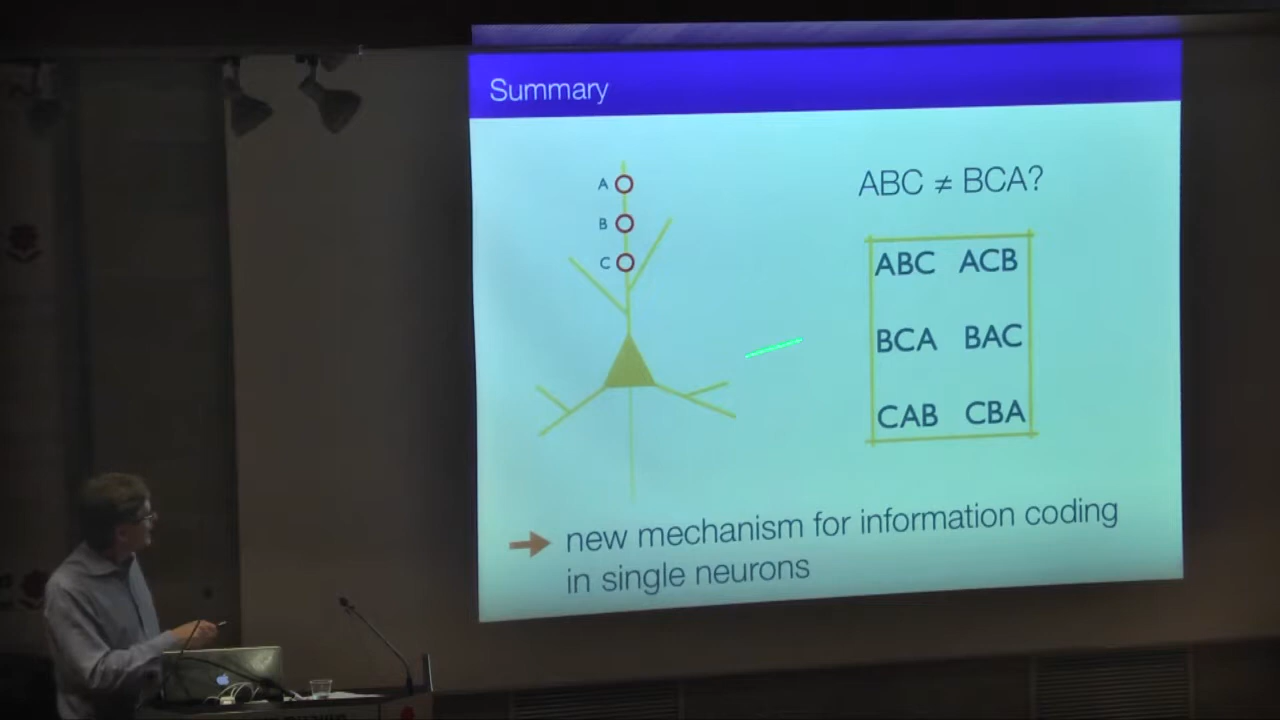 Summary
A
B
C
ABC ≠ BCA?
ABC ACB
BCA BAC
CAB CBA
new mechanism for information coding
in single neurons